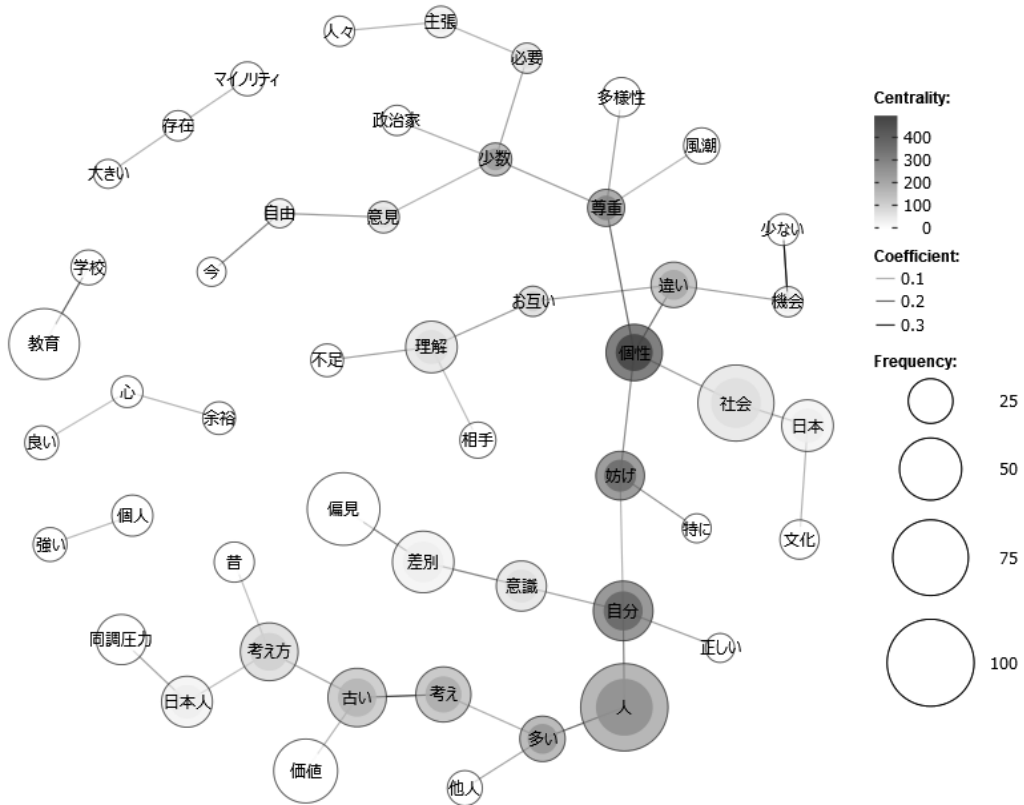 人々
主張
必要
マイノリティ
存在
大きい
政治家
少数
多様性
風潮
尊重
自由
意見
今
少ない
機会
学校
教育
お互い
違い
不足
理解
個性
相手
社会
日本
文化
心
良い
余裕
妨げ
特に
偏見
差別
意識
自分
正しい
個人
強い
昔
同調圧力
考え方
日本人
古い
考え
価値
多い
人
他人
Centrality:
400
300
200
100
0
Coefficient:
0.1
0.2
0.3
Frequency:
25
50
75
100